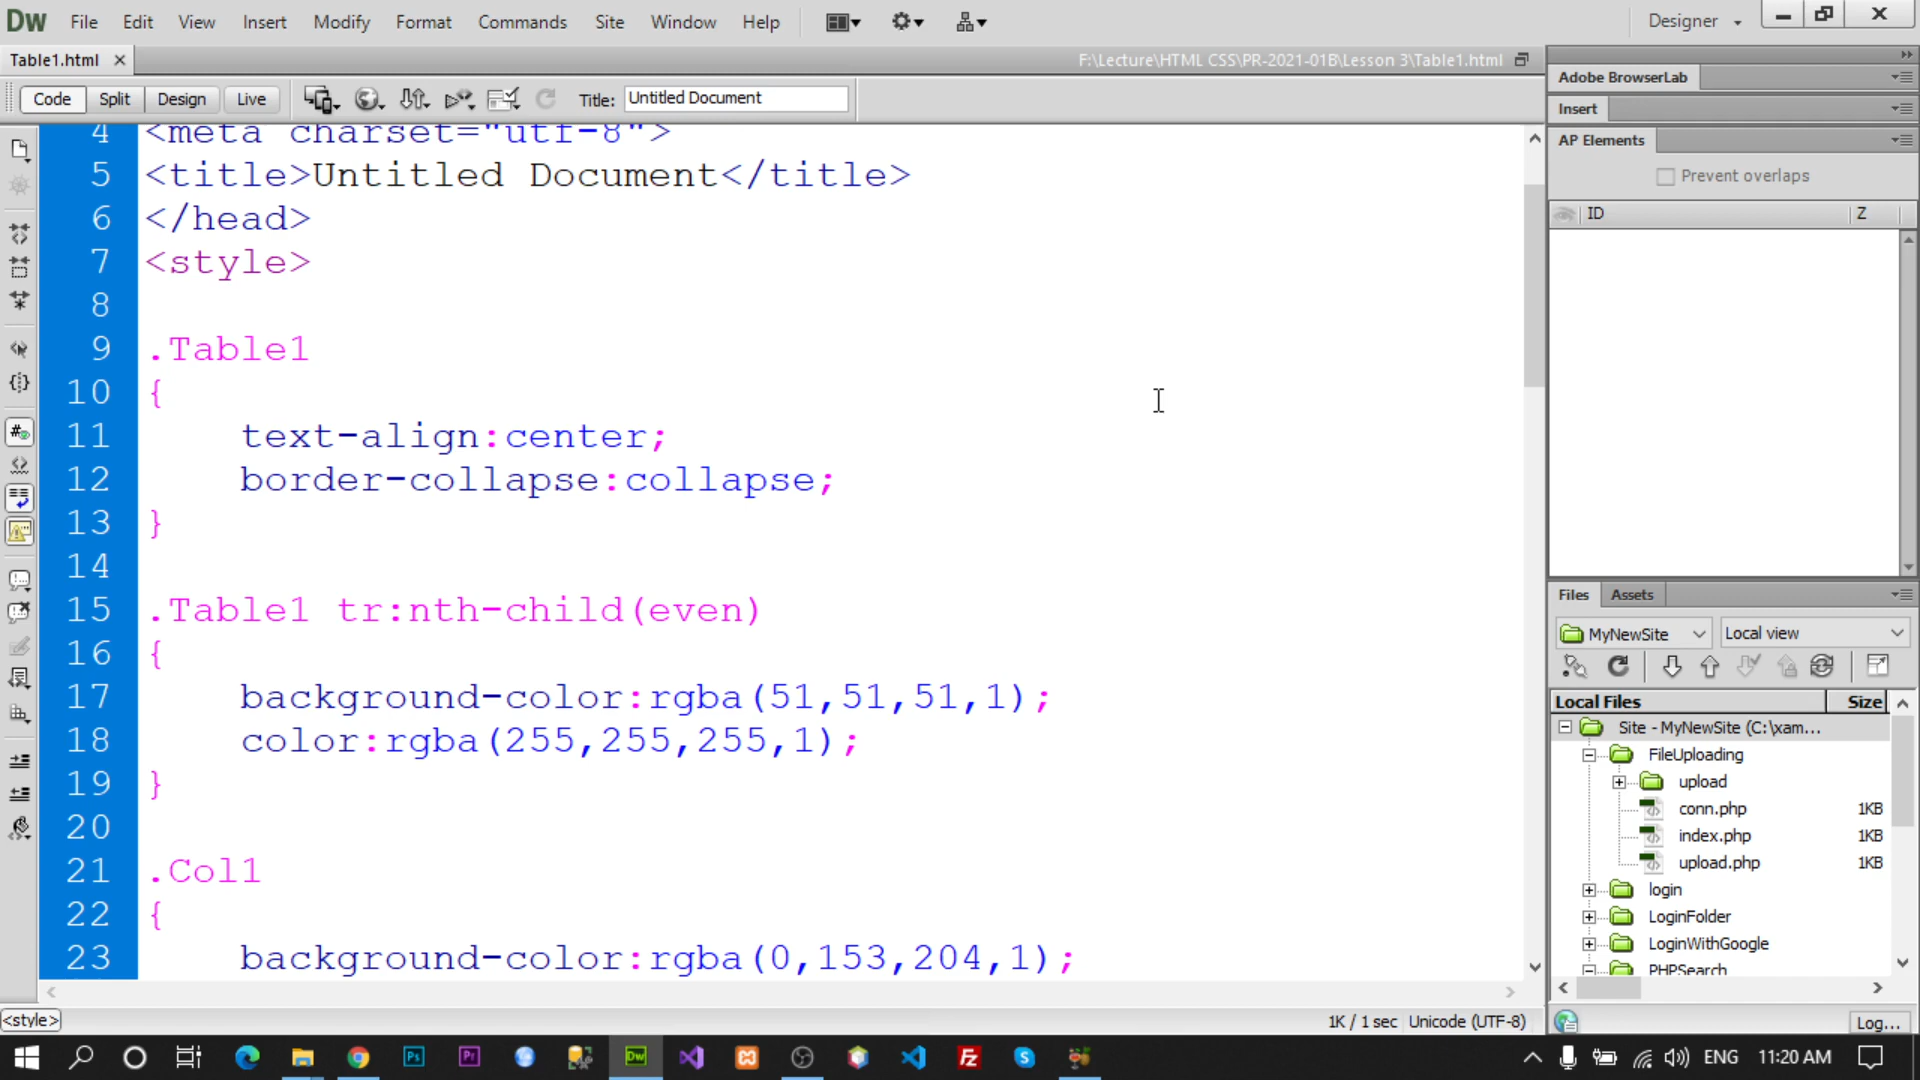 Dw File Edit View Insert Modify Format Commands Site Window Help Designer
Table1.html F:\Lecture\HTML CSS\PR-2021-01B\Lesson 3\Table1.html
Code Split Design Live Title: Untitled Document
4 <meta charset="utf-8">
5 <title>Untitled Document</title>
6 </head>
7 <style>
8
9 .Table1
10 {
11 text-align:center;
12 border-collapse:collapse;
13 }
14
15 .Table1 tr:nth-child(even)
16 {
17 background-color:rgba(51,51,51,1);
18 color:rgba(255,255,255,1);
19 }
20
21 .Col1
22 {
23 background-color:rgba(0,153,204,1);
<style>
1K / 1 sec Unicode (UTF-8)
Adobe BrowserLab
Insert
AP Elements
Prevent overlaps
ID Z
Files Assets
MyNewSite Local view
Local Files Size
Site - MyNewSite (C:\xam...
FileUploading
upload
conn.php 1KB
index.php 1KB
upload.php 1KB
login
LoginFolder
LoginWithGoogle
PHPSearch
Log...
Ps Pr Dw Fz
ENG 11:20 AM